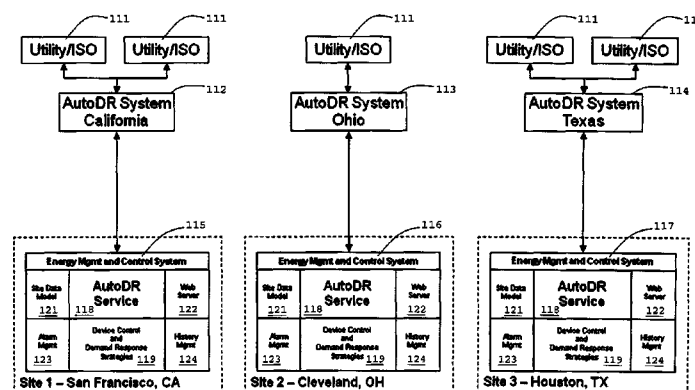 111 111 111 111 11
Utility/ISO Utility/ISO Utility/ISO Utility/ISO Utility/ISO
AutoDR System California 112
AutoDR System Ohio 113
AutoDR System Texas 114
115
Energy Mgmt and Control System
Site Data Model 121
AutoDR Service 118
Web Server 122
Alarm Mgmt 123
Device Control and Demand Response Strategies 119
History Mgmt 124
Site 1 – San Francisco, CA
116
Energy Mgmt and Control System
Site Data Model 121
AutoDR Service 118
Web Server 122
Alarm Mgmt 123
Device Control and Demand Response Strategies 119
History Mgmt 124
Site 2 – Cleveland, OH
117
Energy Mgmt and Control System
Site Data Model 121
AutoDR Service 118
Web Server 122
Alarm Mgmt 123
Device Control and Demand Response Strategies 119
History Mgmt 124
Site 3 – Houston, TX